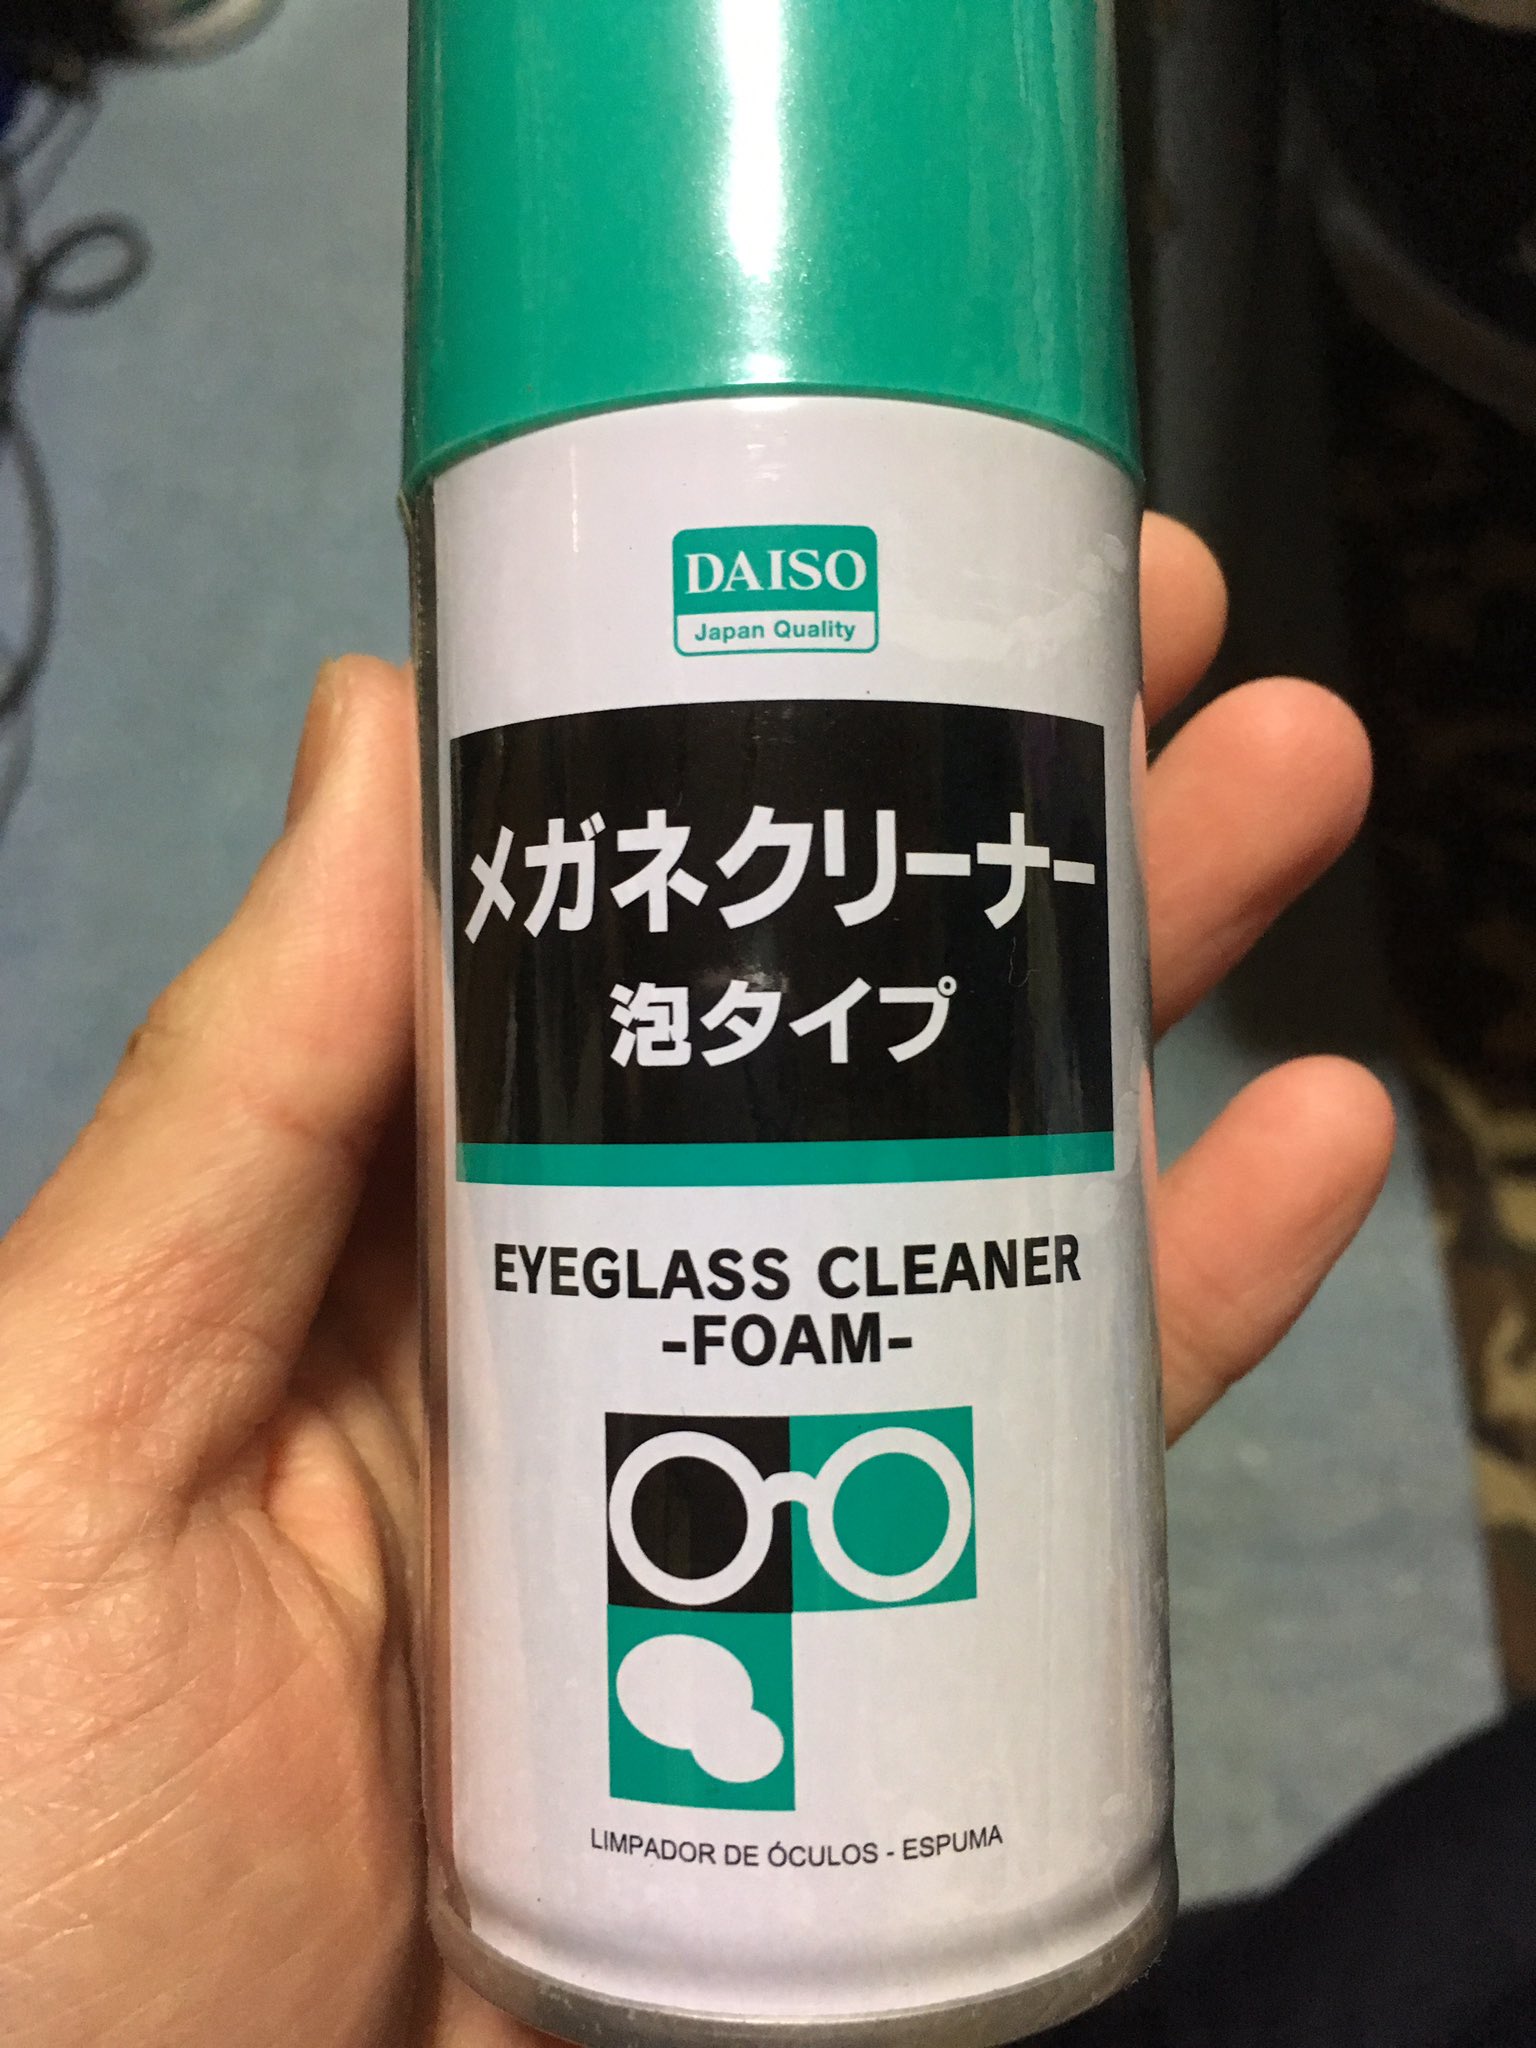 DAISO
Japan Quality
メガネクリーナー
泡タイプ
EYEGLASS CLEANER
-FOAM-
LIMPADOR DE ÓCULOS - ESPUMA